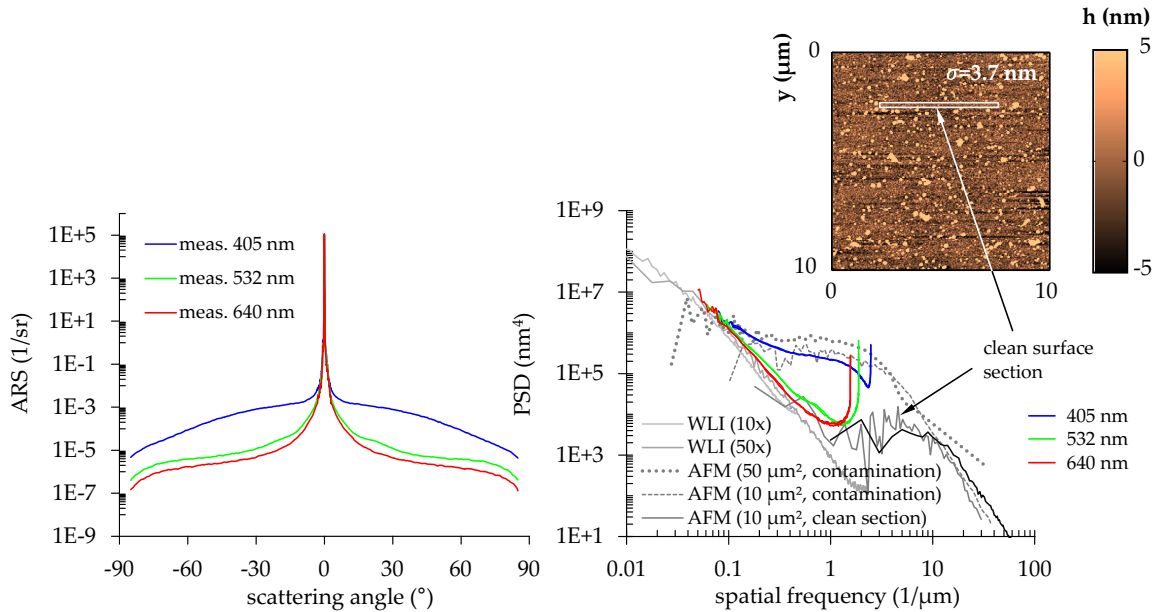 h (nm)
0
5
y (μm)
σ=3.7 nm
0
10
-5
0
10
1E+9
1E+5
meas. 405 nm
1E+3
meas. 532 nm
1E+7
meas. 640 nm
1E+1
ARS (1/sr)
PSD (nm⁴)
clean surface
section
1E-1
1E+5
1E-3
WLI (10x)
405 nm
WLI (50x)
532 nm
1E-5
1E+3
AFM (50 μm², contamination)
640 nm
1E-7
AFM (10 μm², contamination)
AFM (10 μm², clean section)
1E-9
1E+1
-90
-60
-30
0
30
60
90
0.01
0.1
1
10
100
scattering angle (°)
spatial frequency (1/μm)